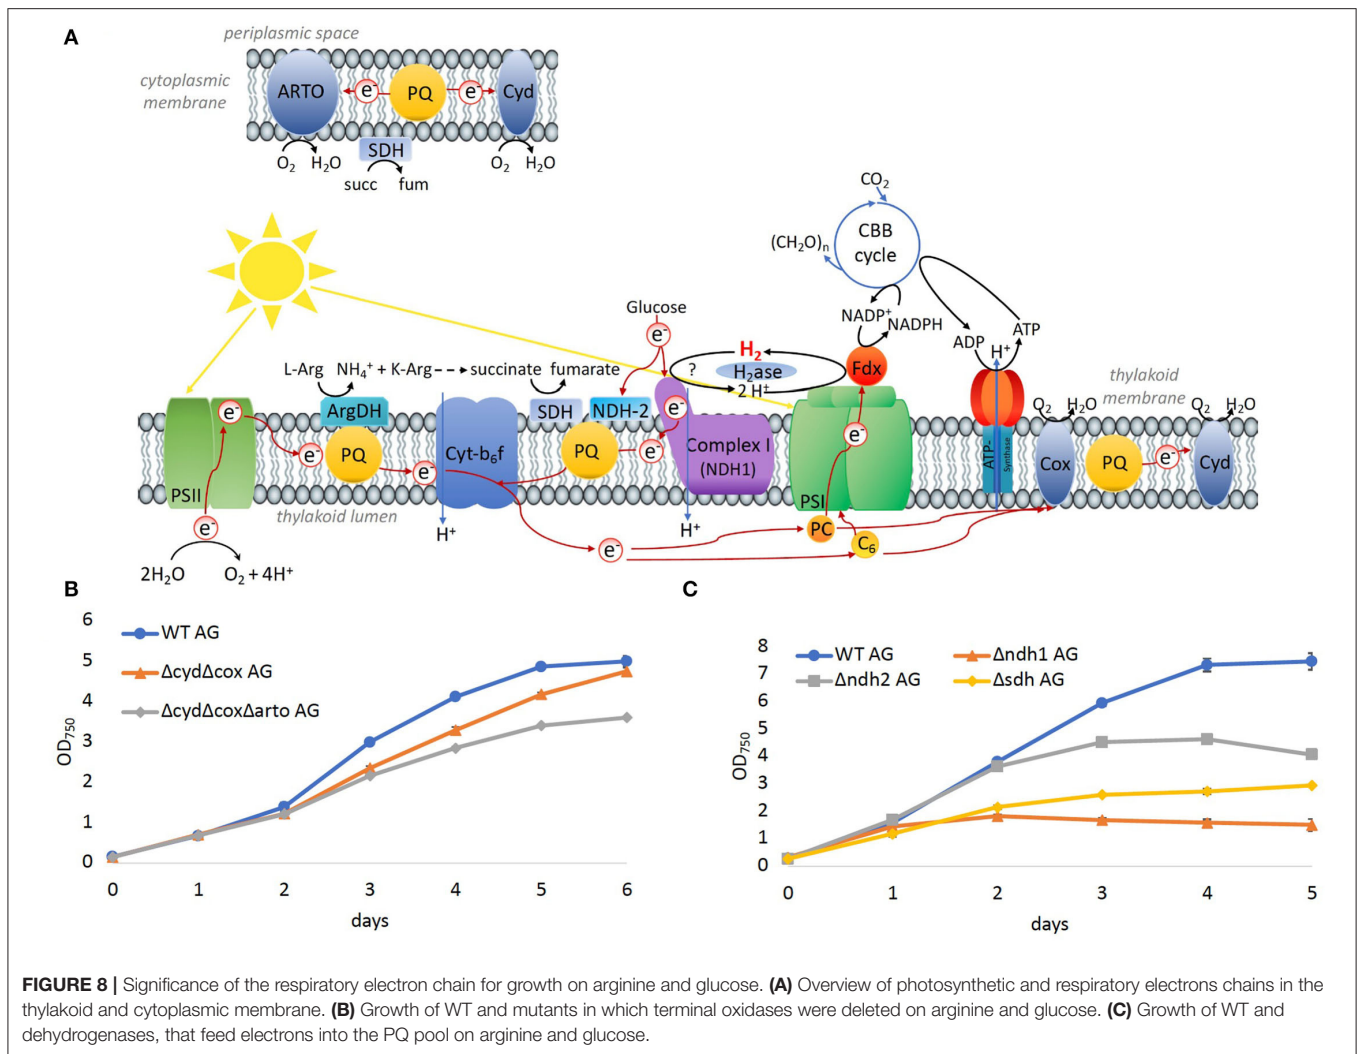 A
periplasmic space
cytoplasmic
membrane
ARTO
e-
PQ
e-
Cyd
SDH
O2
H2O
O2
H2O
succ
fum
CO2
CBB
cycle
(CH2O)n
Glucose
e-
NADP+
NADPH
ADP
ATP
H+
H2
H2ase
2 H+
?
Fdx
L-Arg
NH4+ + K-Arg
succinate
fumarate
thylakoid
membrane
e-
ArgDH
SDH
NDH-2
e-
O2
H2O
O2
H2O
PSII
e-
PQ
e-
Cyt-b6f
PQ
e-
Complex I
(NDH1)
e-
PSI
ATP-
Synthase
Cox
PQ
e-
Cyd
thylakoid lumen
e-
H+
e-
H+
PC
C6
2H2O
O2 + 4H+
B
OD750
6
5
4
3
2
1
0
WT AG
ΔcydΔcox AG
ΔcydΔcoxΔarto AG
0
1
2
3
4
5
6
days
C
OD750
8
7
6
5
4
3
2
1
0
WT AG
Δndh1 AG
Δndh2 AG
Δsdh AG
0
1
2
3
4
5
days
FIGURE 8 | Significance of the respiratory electron chain for growth on arginine and glucose. (A) Overview of photosynthetic and respiratory electrons chains in the
thylakoid and cytoplasmic membrane. (B) Growth of WT and mutants in which terminal oxidases were deleted on arginine and glucose. (C) Growth of WT and
dehydrogenases, that feed electrons into the PQ pool on arginine and glucose.